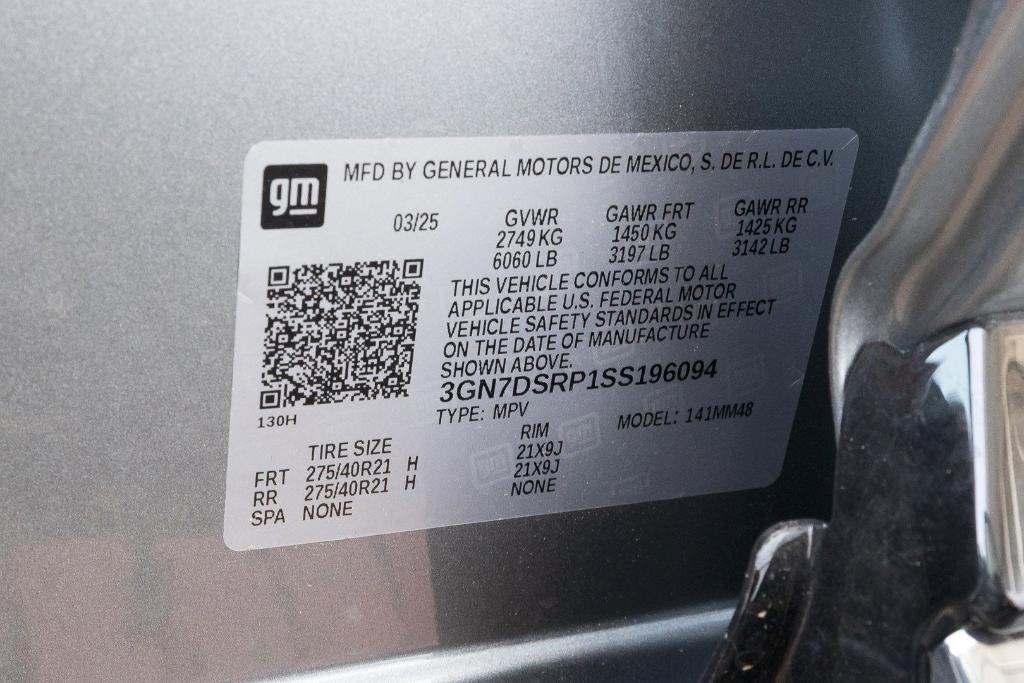 gm
MFD BY GENERAL MOTORS DE MEXICO, S. DE R.L. DE C.V.
03/25
GVWR GAWR FRT GAWR RR
2749 KG 1450 KG 1425 KG
6060 LB 3197 LB 3142 LB
THIS VEHICLE CONFORMS TO ALL
APPLICABLE U.S. FEDERAL MOTOR
VEHICLE SAFETY STANDARDS IN EFFECT
ON THE DATE OF MANUFACTURE
SHOWN ABOVE.
3GN7DSRP1SS196094
130H
TYPE: MPV MODEL: 141MM48
TIRE SIZE RIM
FRT 275/40R21 H 21X9J
RR 275/40R21 H 21X9J
SPA NONE NONE